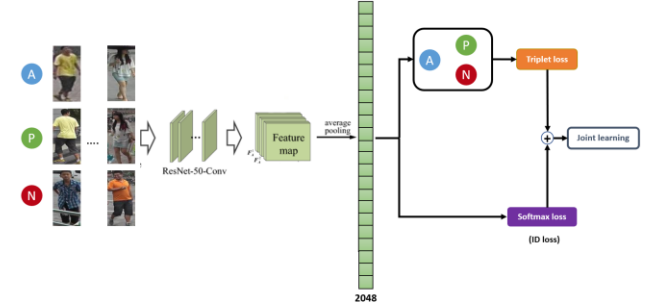 A
P
N
....
ResNet-50-Conv
Feature
map
average
pooling
2048
A
P
N
Triplet loss
+
Joint learning
Softmax loss
(ID loss)